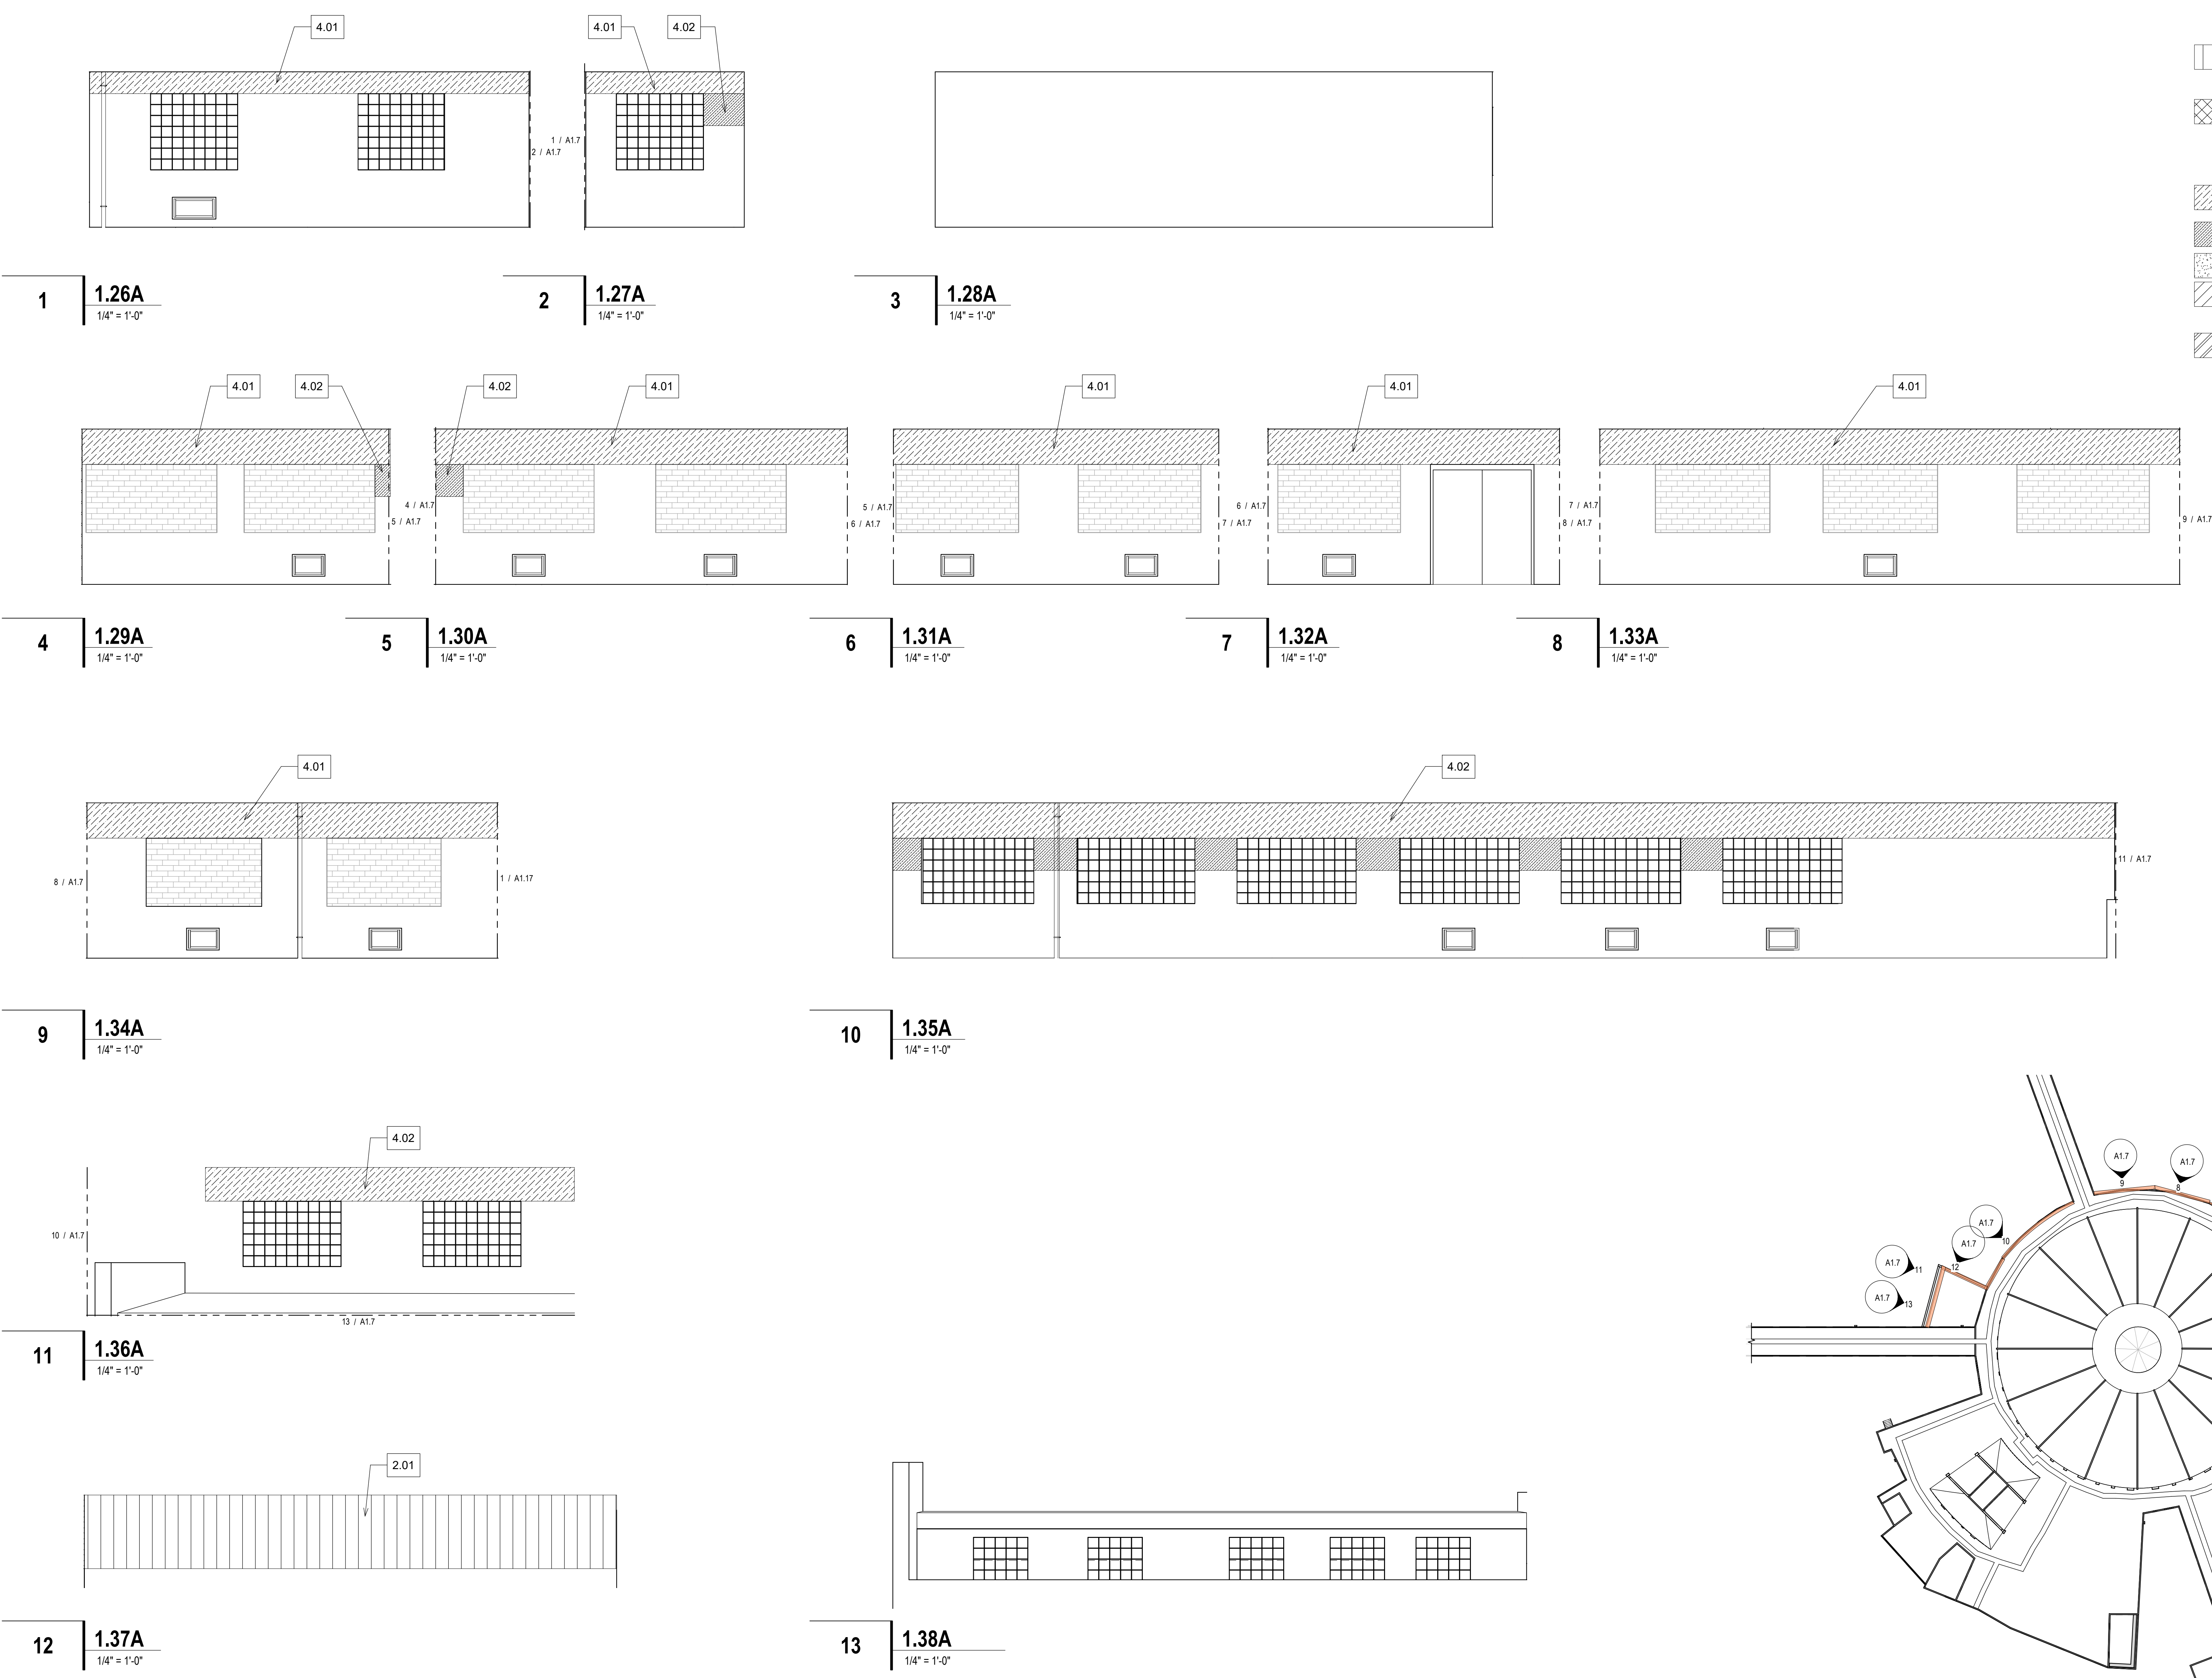 4.01
4.01
4.02
1 / A1.7
2 / A1.7
1
1.26A
1/4" = 1'-0"
2
1.27A
1/4" = 1'-0"
3
1.28A
1/4" = 1'-0"
4.01
4.02
4.02
4.01
4.01
4.01
4.01
4 / A1.7
5 / A1.7
5 / A1.7
6 / A1.7
6 / A1.7
7 / A1.7
7 / A1.7
8 / A1.7
9 / A1.7
4
1.29A
1/4" = 1'-0"
5
1.30A
1/4" = 1'-0"
6
1.31A
1/4" = 1'-0"
7
1.32A
1/4" = 1'-0"
8
1.33A
1/4" = 1'-0"
4.01
4.02
8 / A1.7
1 / A1.17
11 / A1.7
9
1.34A
1/4" = 1'-0"
10
1.35A
1/4" = 1'-0"
4.02
10 / A1.7
13 / A1.7
11
1.36A
1/4" = 1'-0"
A1.7
9
A1.7
8
A1.7
10
A1.7
12
A1.7
11
A1.7
13
2.01
12
1.37A
1/4" = 1'-0"
13
1.38A
1/4" = 1'-0"